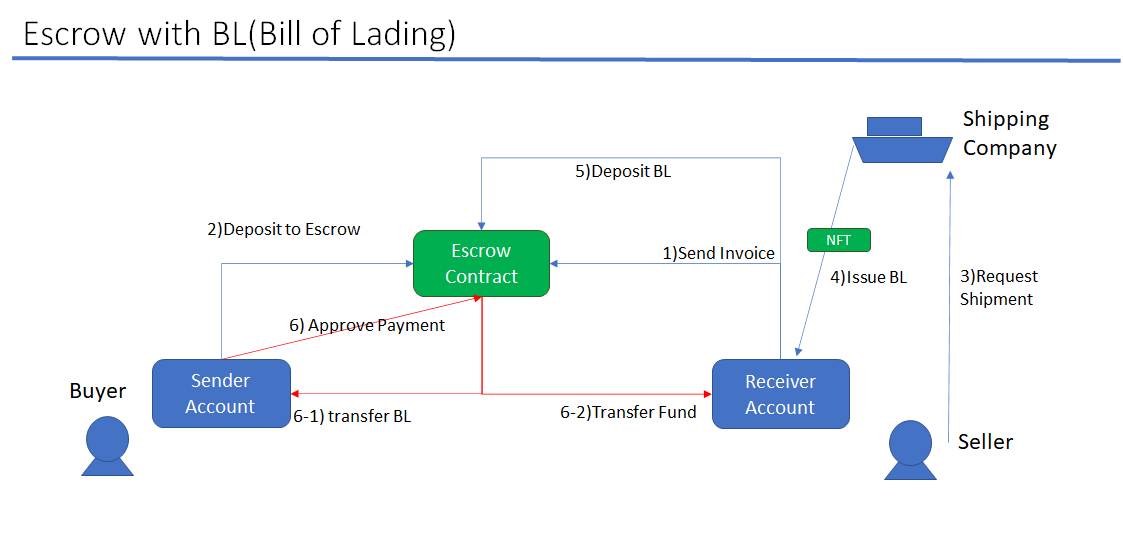 Escrow with BL(Bill of Lading)
Shipping
Company
5)Deposit BL
2)Deposit to Escrow
NFT
Escrow
Contract
1)Send Invoice
4)Issue BL
3)Request
Shipment
6) Approve Payment
Buyer
Sender
Account
Receiver
Account
6-1) transfer BL
6-2)Transfer Fund
Seller